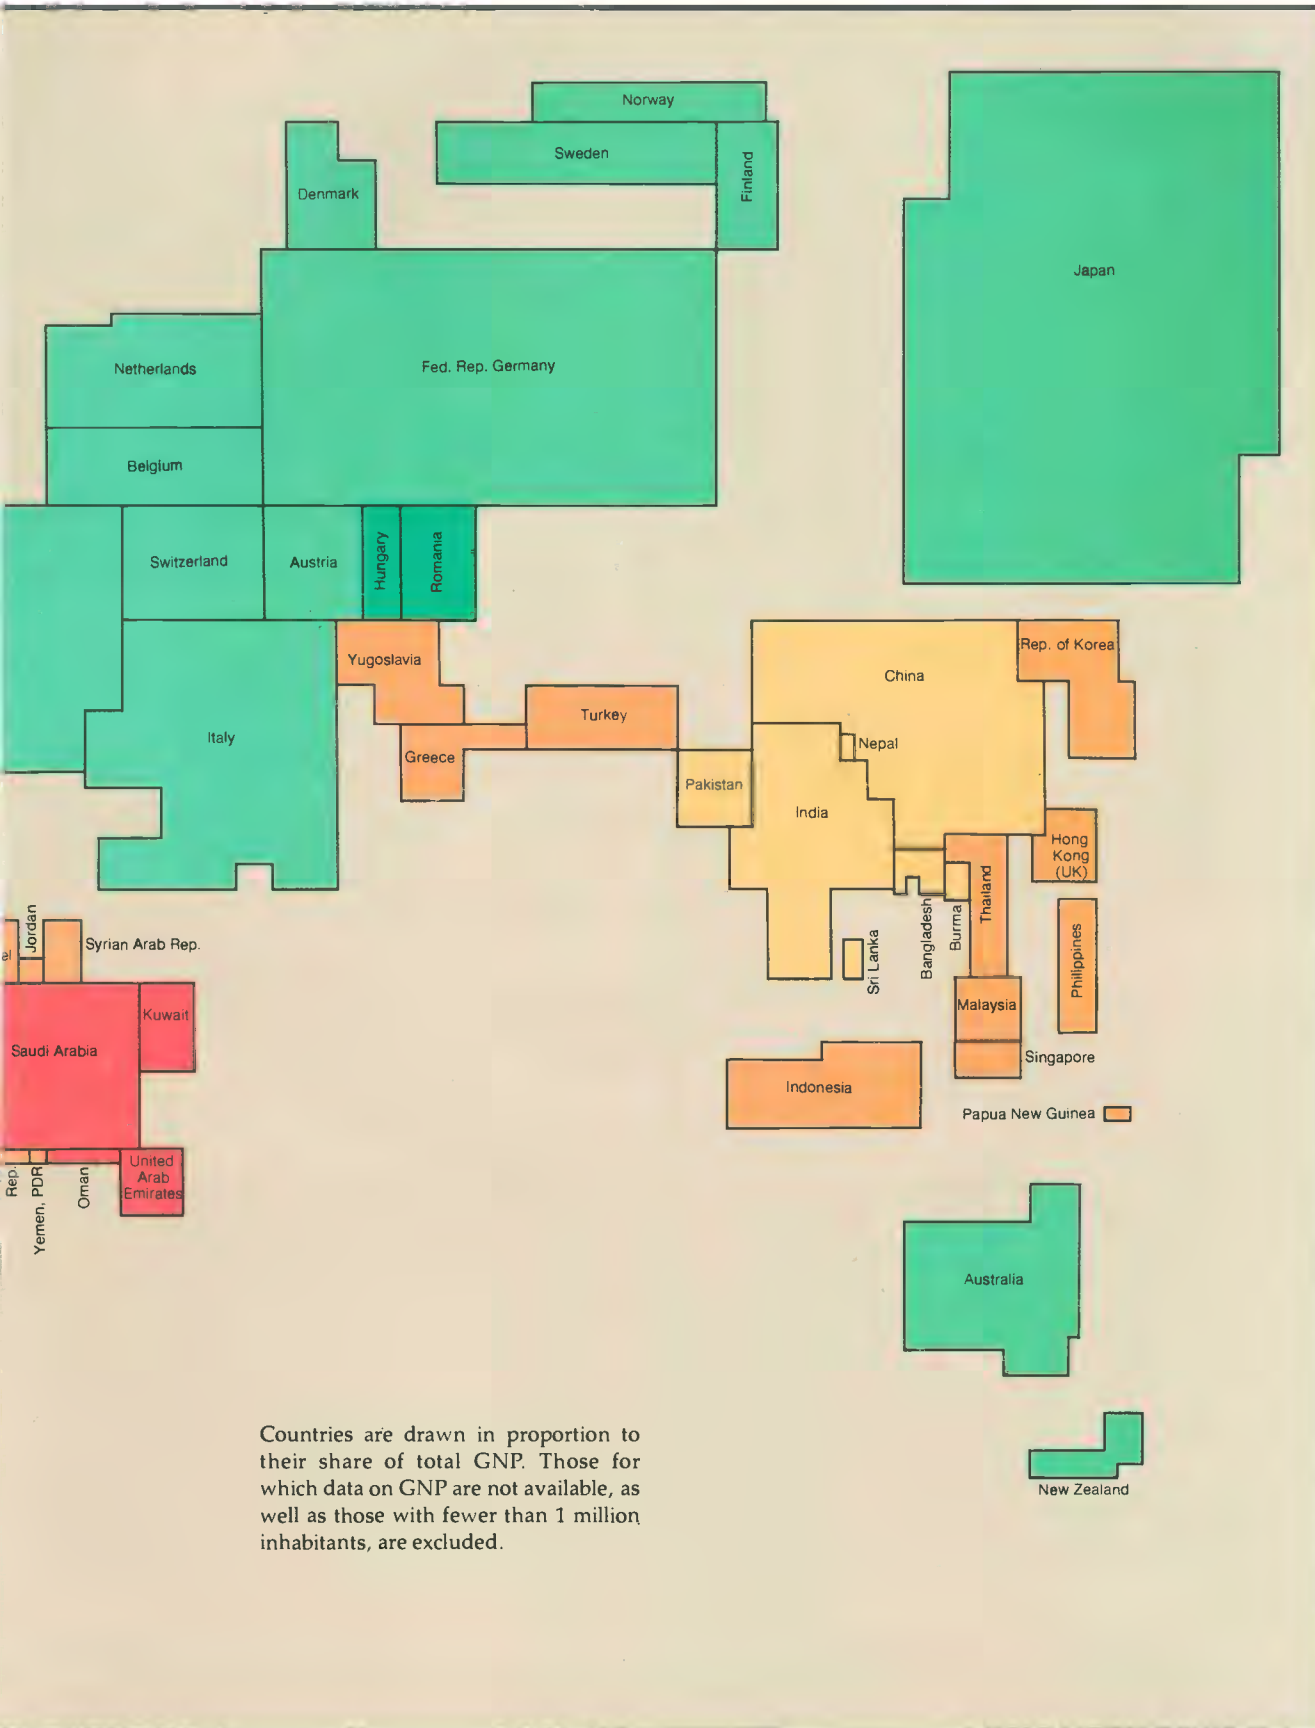 Norway
Sweden
Finland
Denmark
Japan
Netherlands
Fed. Rep. Germany
Belgium
Switzerland
Austria
Hungary
Romania
Yugoslavia
China
Rep. of Korea
Italy
Turkey
Greece
Nepal
Pakistan
India
Hong
Kong
(UK)
Thailand
Bangladesh
Burma
Sri Lanka
Philippines
el
Jordan
Syrian Arab Rep.
Kuwait
Saudi Arabia
Malaysia
Singapore
Indonesia
Papua New Guinea
Rep.
Yemen, PDR
Oman
United
Arab
Emirates
Australia
New Zealand
Countries are drawn in proportion to
their share of total GNP. Those for
which data on GNP are not available, as
well as those with fewer than 1 million
inhabitants, are excluded.